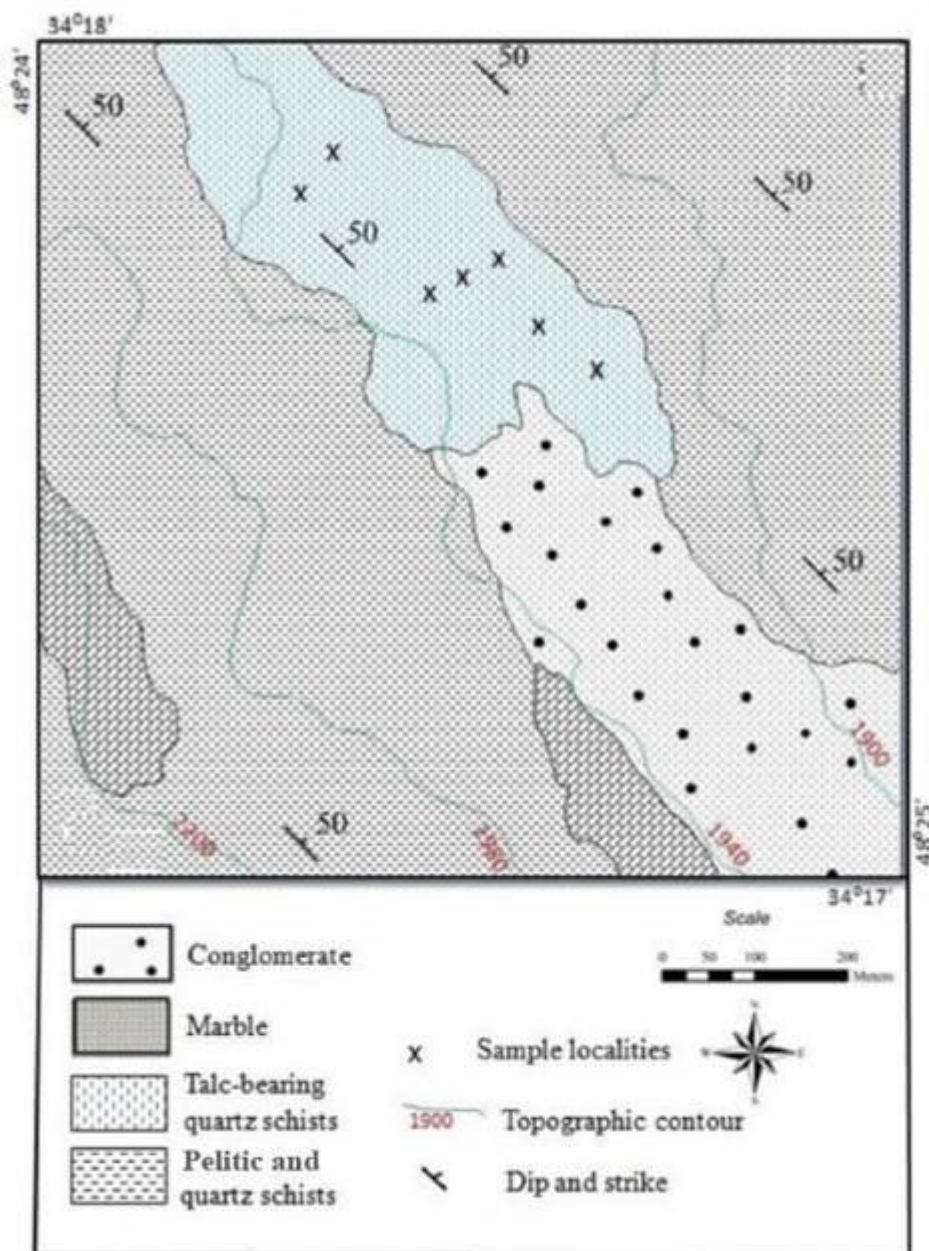 34°18'
48°24'
50
50
50
50
50
50
2200
1980
1940
1900
48°25'
34°17'
Scale
0 50 100 200
Meters
Conglomerate
Marble
Talc-bearing
quartz schists
Pelitic and
quartz schists
x Sample localities
1900 Topographic contour
Dip and strike
N
W E
S
x
x
x
x
x
x
x